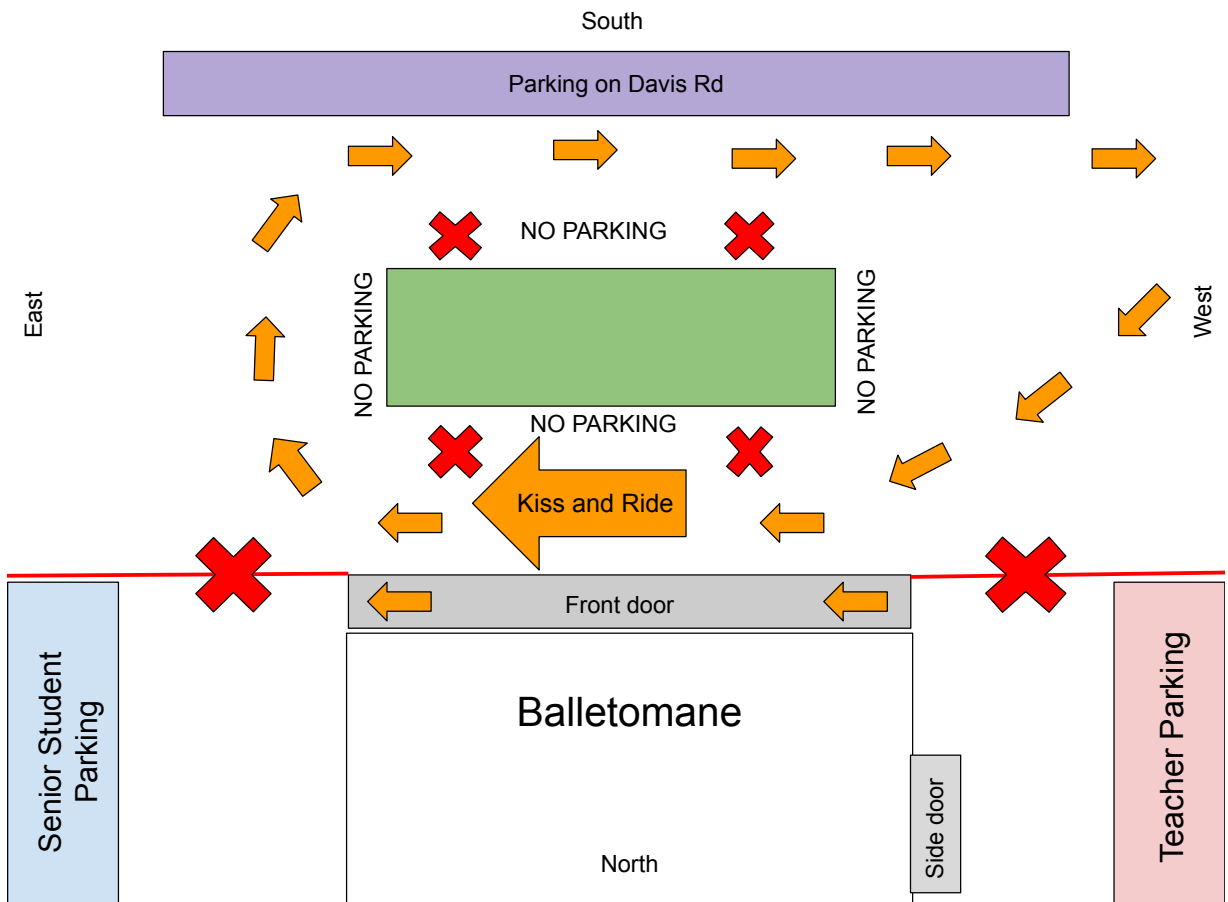 South
Parking on Davis Rd
NO PARKING
East
NO PARKING
NO PARKING
West
NO PARKING
Kiss and Ride
Front door
Balletomane
Senior Student
Parking
Side door
Teacher Parking
North